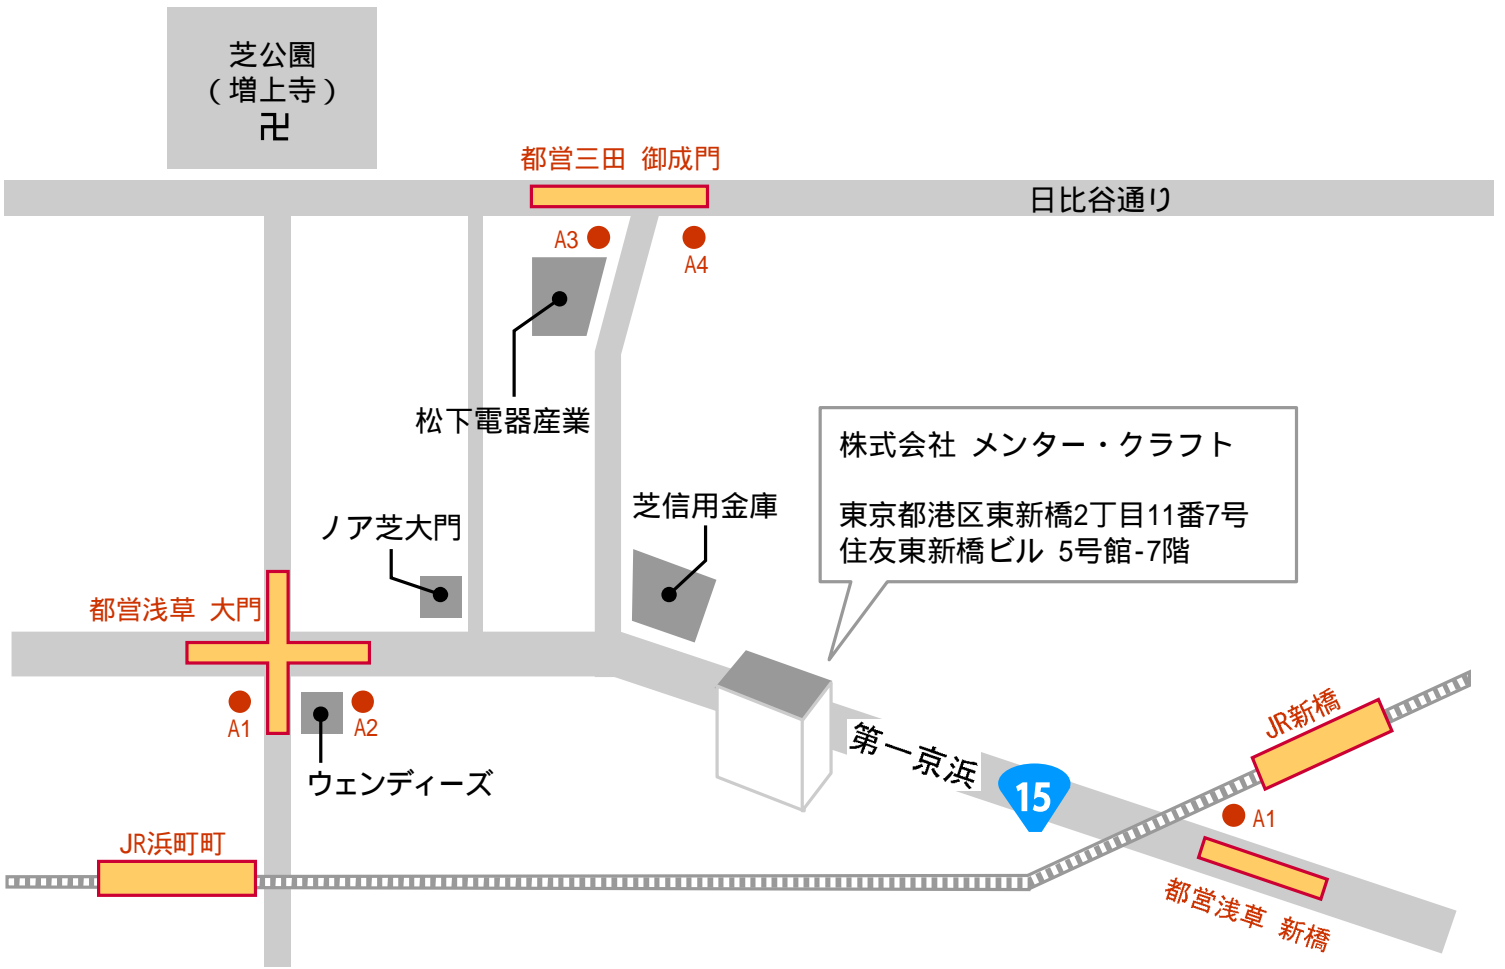 芝公園
(増上寺)
卍
都営三田 御成門
日比谷通り
A3
A4
松下電器産業
株式会社 メンター・クラフト
東京都港区東新橋2丁目11番7号
住友東新橋ビル 5号館-7階
芝信用金庫
ノア芝大門
都営浅草 大門
A1
A2
ウェンディーズ
第一京浜
15
JR新橋
A1
都営浅草 新橋
JR浜町町